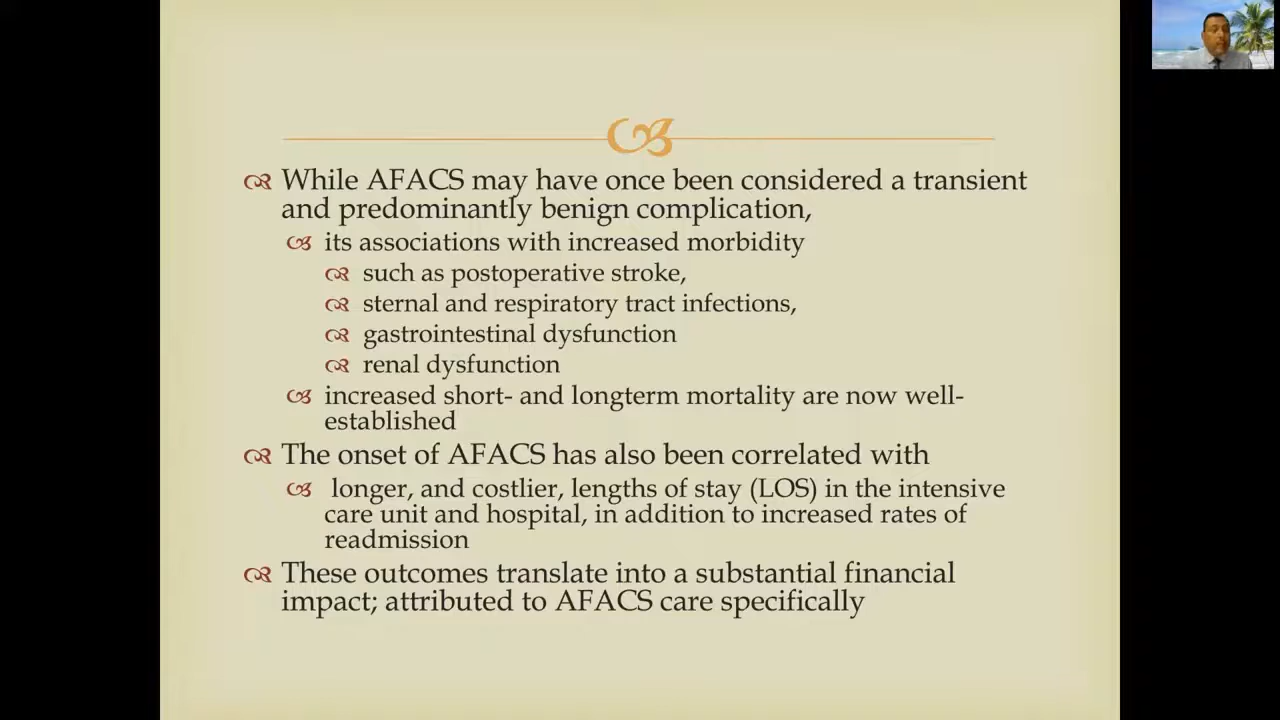 While AFACS may have once been considered a transient
and predominantly benign complication,
its associations with increased morbidity
such as postoperative stroke,
sternal and respiratory tract infections,
gastrointestinal dysfunction
renal dysfunction
increased short- and longterm mortality are now well-
established
The onset of AFACS has also been correlated with
longer, and costlier, lengths of stay (LOS) in the intensive
care unit and hospital, in addition to increased rates of
readmission
These outcomes translate into a substantial financial
impact; attributed to AFACS care specifically